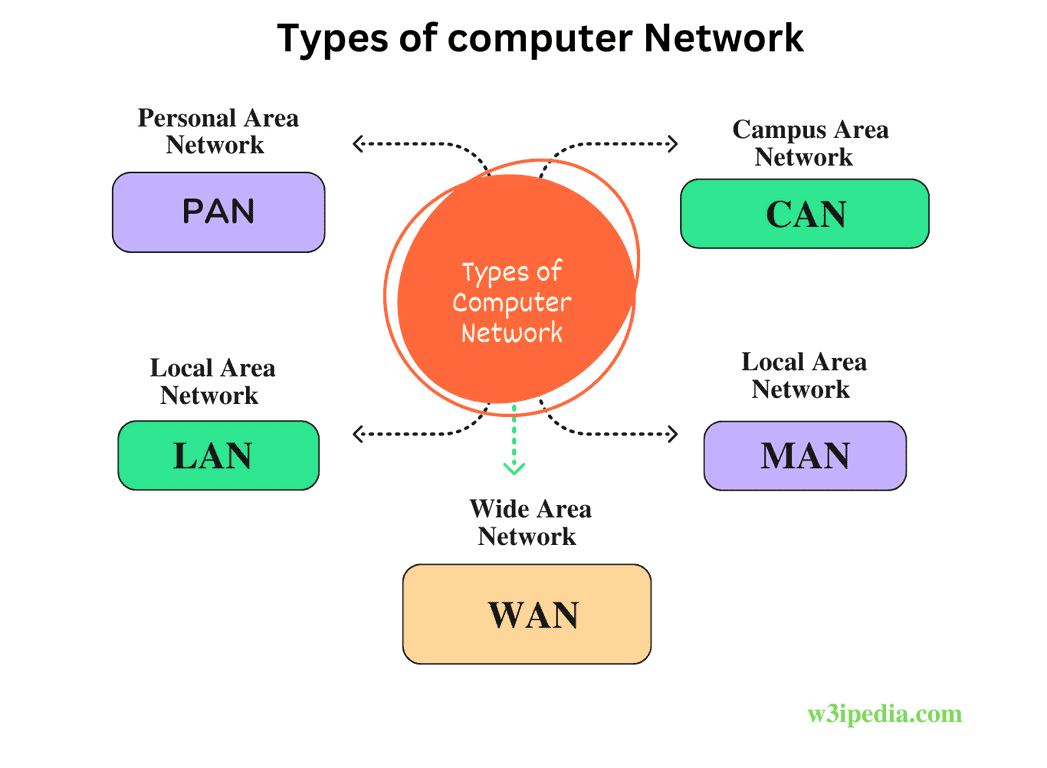 Types of computer Network
Personal Area
Network
PAN
Campus Area
Network
CAN
Types of
Computer
Network
Local Area
Network
LAN
Local Area
Network
MAN
Wide Area
Network
WAN
w3ipedia.com